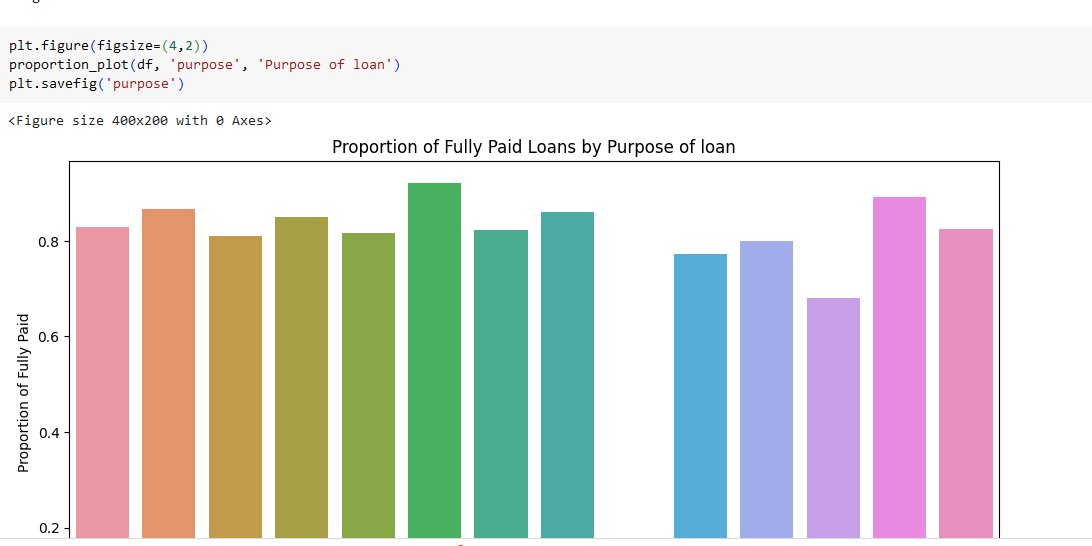 plt.figure(figsize=(4,2))
proportion_plot(df, 'purpose', 'Purpose of loan')
plt.savefig('purpose')
<Figure size 400x200 with 0 Axes>
Proportion of Fully Paid Loans by Purpose of loan
0.8
0.6
0.4
0.2
Proportion of Fully Paid